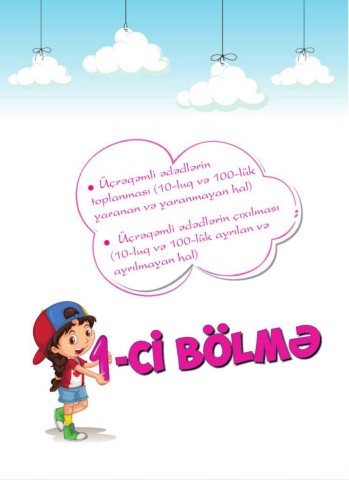 • Üçrəqəmli ədədlərin
toplanması (10-luq və 100-lük
yaranan və yaranmayan hal)
• Üçrəqəmli ədədlərin çıxılması
(10-luq və 100-lük ayrılan və
ayrılmayan hal)
1-Cİ BÖLMƏ